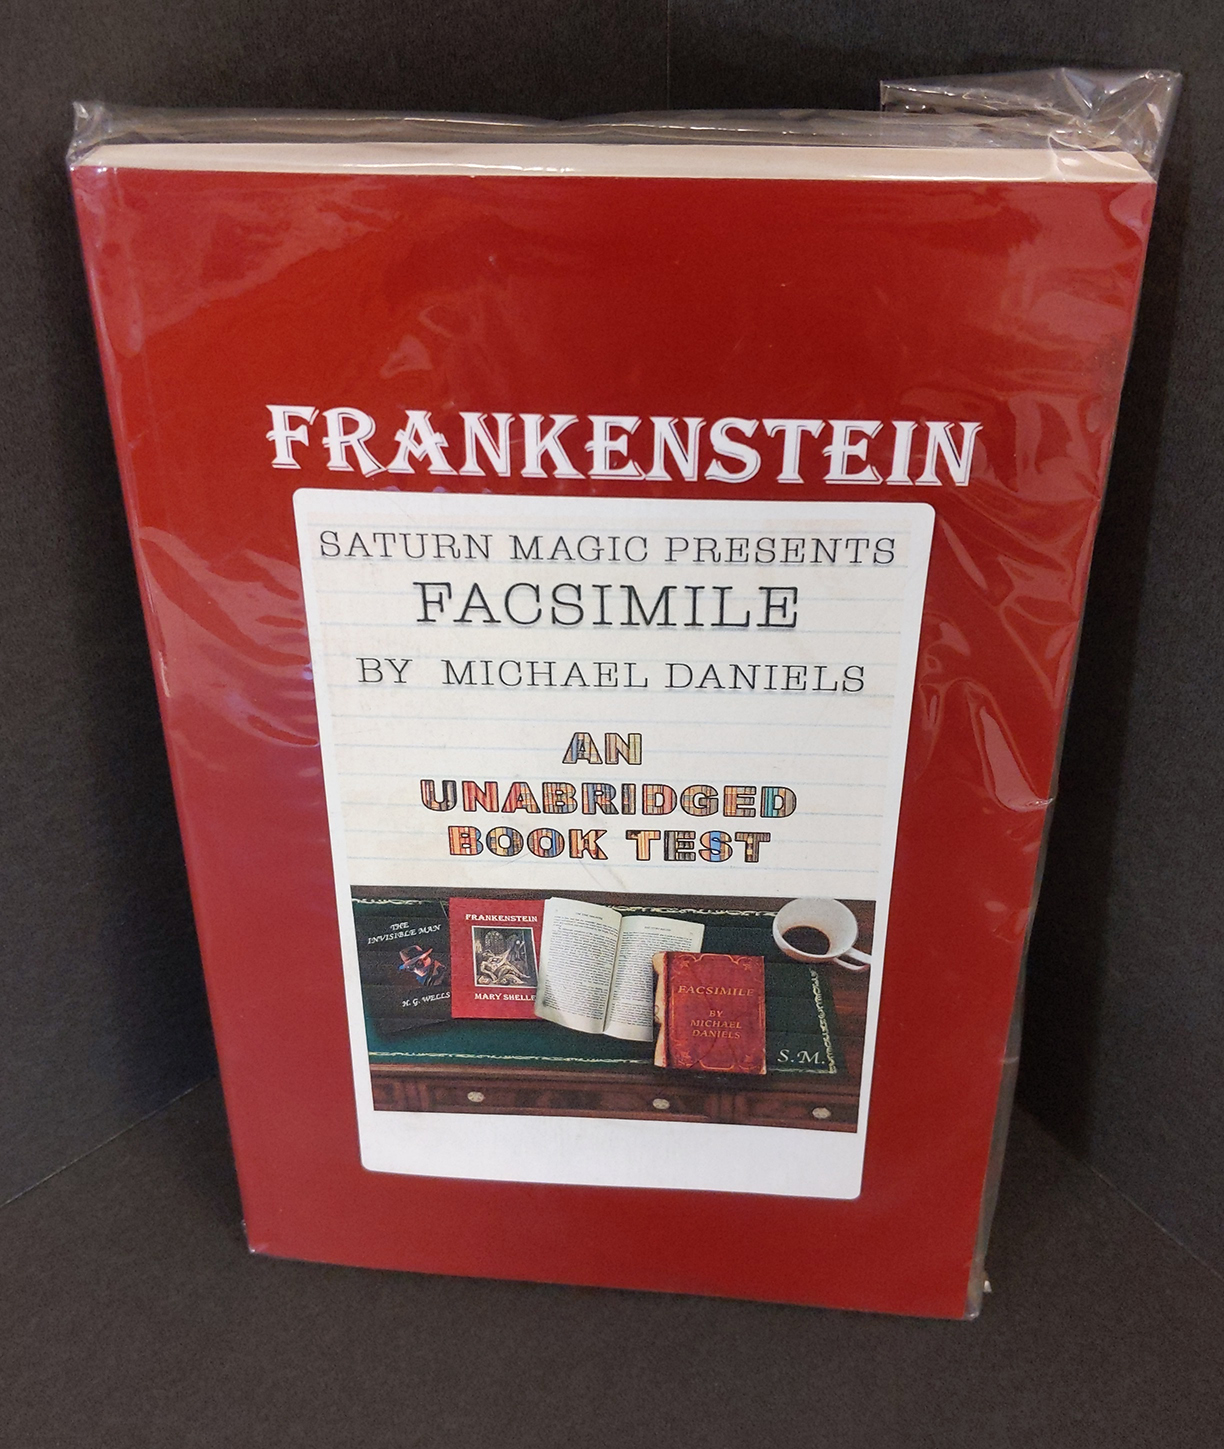 FRANKENSTEIN
SATURN MAGIC PRESENTS
FACSIMILE
BY MICHAEL DANIELS
AN
UNABRIDGED
BOOK TEST
THE
INVISIBLE MAN
H. G. WELLS
FRANKENSTEIN
MARY SHELLE
FACSIMILE
BY
MICHAEL
DANIELS
S.M.